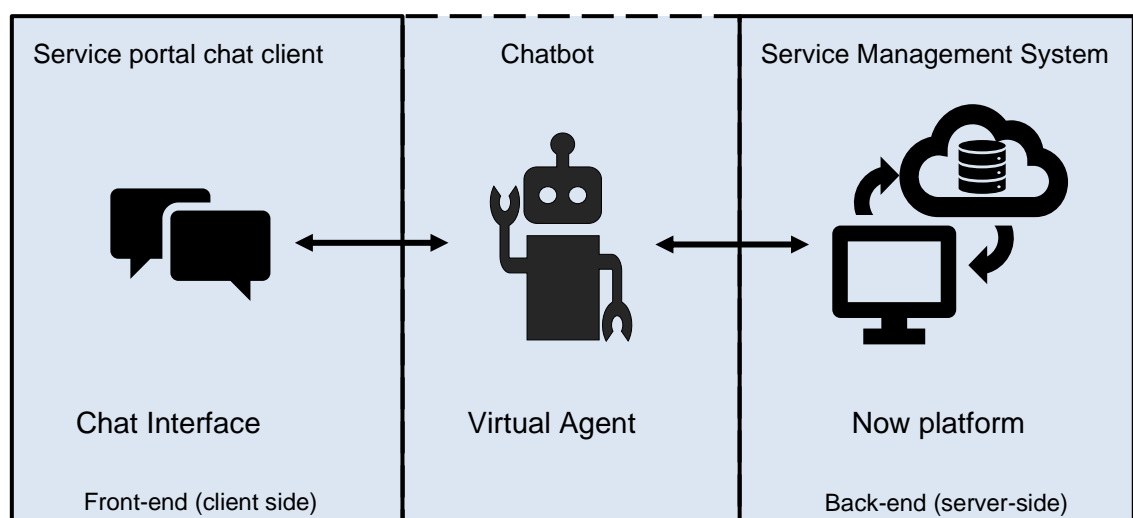 Service portal chat client
Chatbot
Service Management System
Chat Interface
Virtual Agent
Now platform
Front-end (client side)
Back-end (server-side)